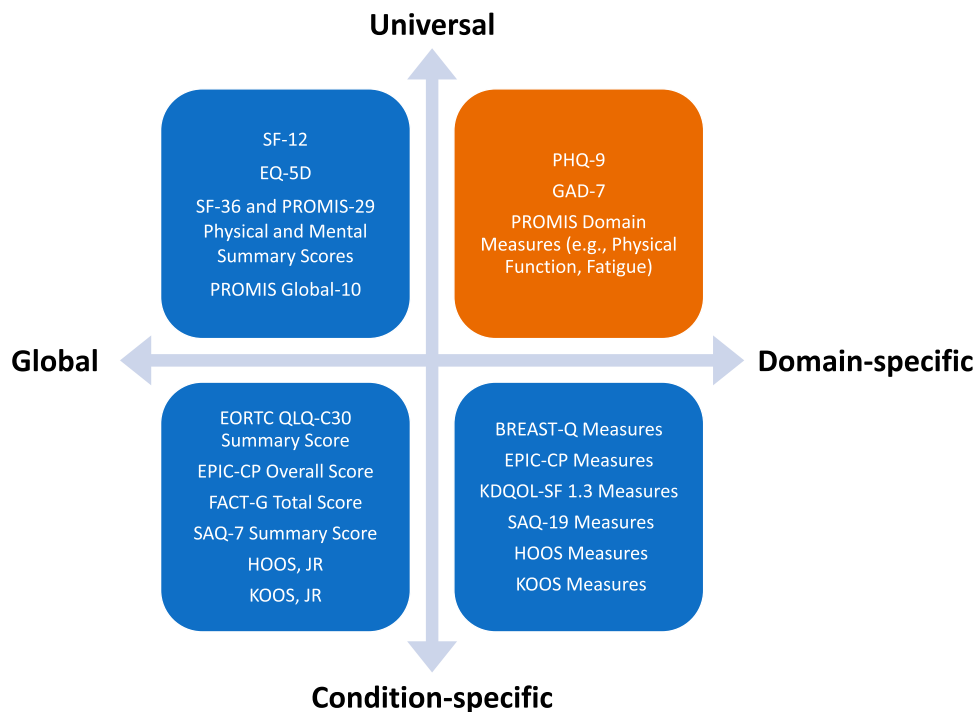 Universal
SF-12
EQ-5D
SF-36 and PROMIS-29
Physical and Mental
Summary Scores
PROMIS Global-10
PHQ-9
GAD-7
PROMIS Domain
Measures (e.g., Physical
Function, Fatigue)
Global
Domain-specific
EORTC QLQ-C30
Summary Score
EPIC-CP Overall Score
FACT-G Total Score
SAQ-7 Summary Score
HOOS, JR
KOOS, JR
BREAST-Q Measures
EPIC-CP Measures
KDQOL-SF 1.3 Measures
SAQ-19 Measures
HOOS Measures
KOOS Measures
Condition-specific